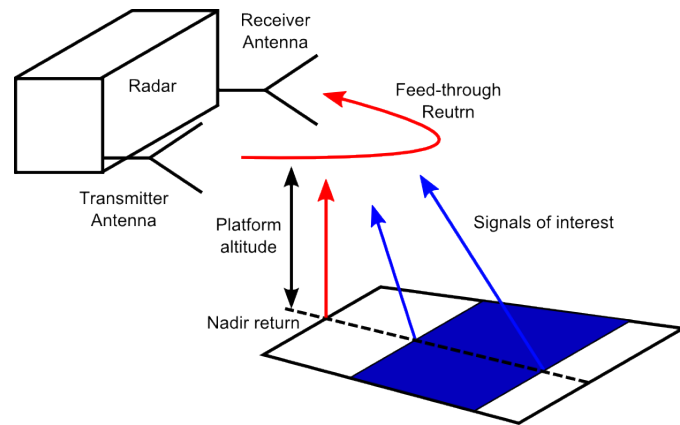 Receiver
Antenna
Radar
Feed-through
Reutrn
Transmitter
Antenna
Platform
altitude
Signals of interest
Nadir return